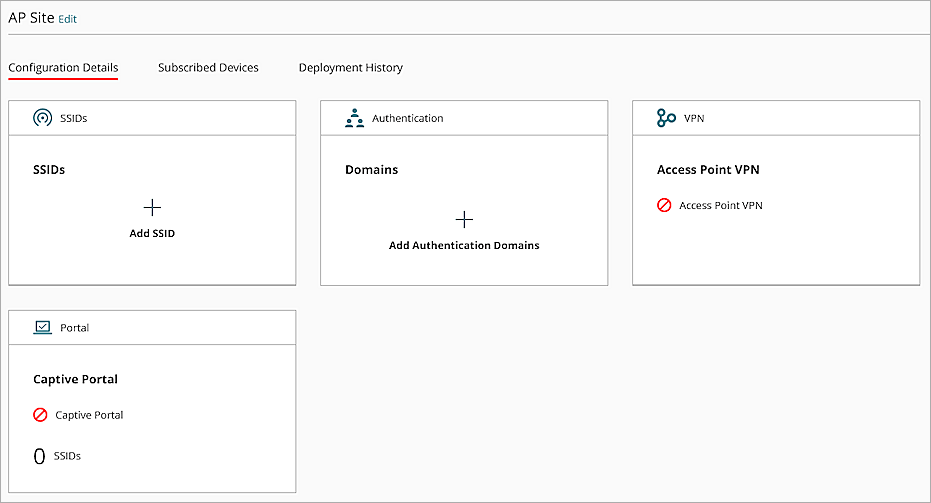 AP Site Edit
Configuration Details Subscribed Devices Deployment History
SSIDs
SSIDs
Add SSID
Authentication
Domains
Add Authentication Domains
VPN
Access Point VPN
Access Point VPN
Portal
Captive Portal
Captive Portal
0 SSIDs